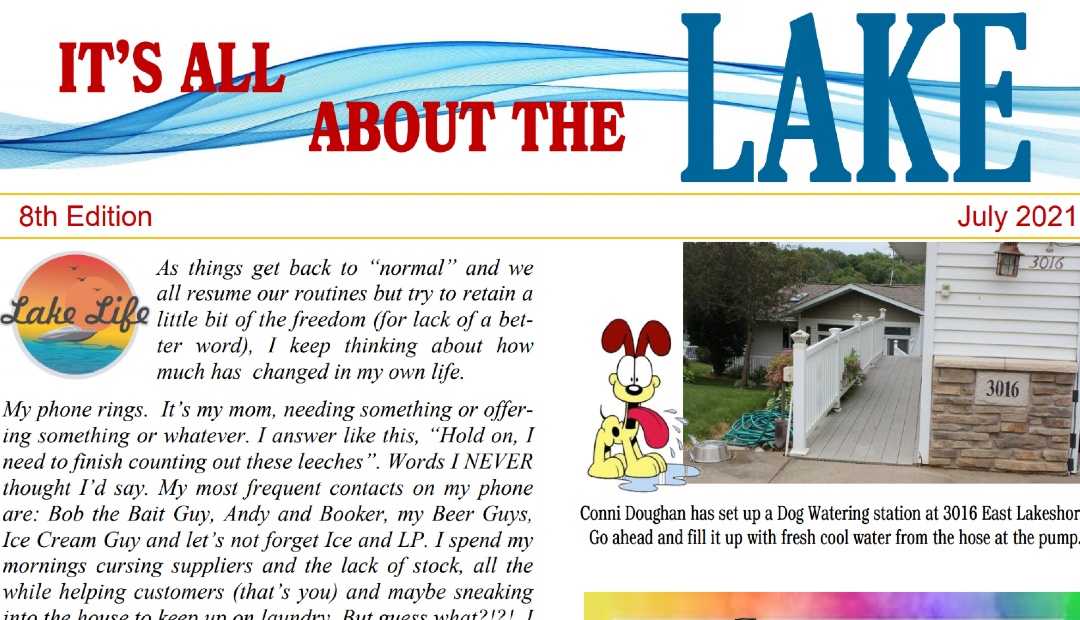 IT'S ALL
ABOUT THE
LAKE
8th Edition
July 2021
Lake Life
As things get back to “normal” and we
all resume our routines but try to retain a
little bit of the freedom (for lack of a bet-
ter word), I keep thinking about how
much has changed in my own life.
My phone rings. It’s my mom, needing something or offer-
ing something or whatever. I answer like this, “Hold on, I
need to finish counting out these leeches”. Words I NEVER
thought I’d say. My most frequent contacts on my phone
are: Bob the Bait Guy, Andy and Booker, my Beer Guys,
Ice Cream Guy and let’s not forget Ice and LP. I spend my
mornings cursing suppliers and the lack of stock, all the
while helping customers (that’s you) and maybe sneaking
into the house to keep up on laundry. But guess what?!?! I
3016
3016
Conni Doughan has set up a Dog Watering station at 3016 East Lakeshor
Go ahead and fill it up with fresh cool water from the hose at the pump.